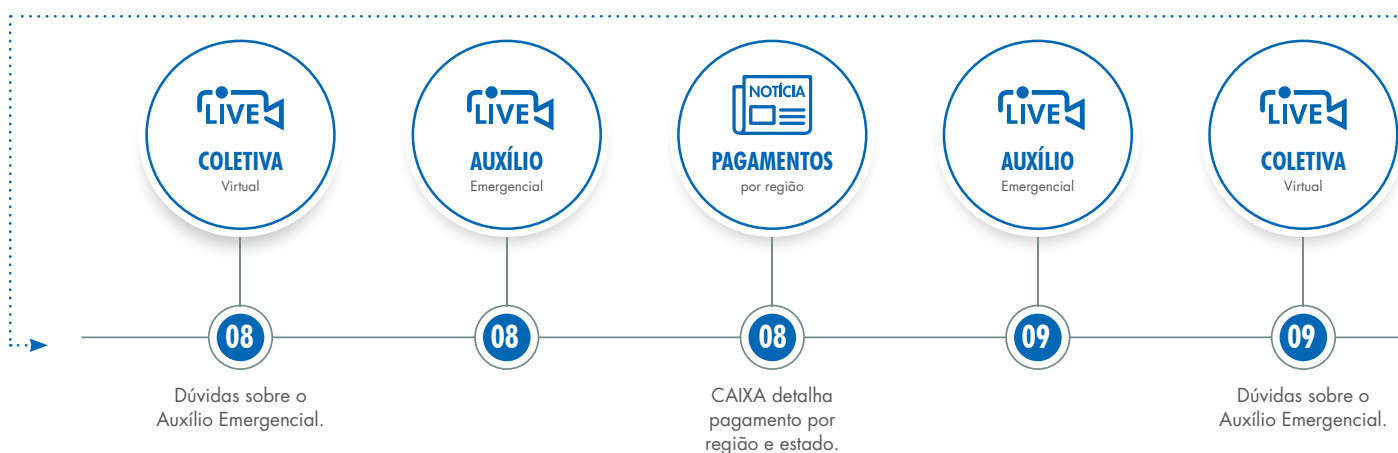 LIVE
COLETIVA
Virtual
08
Dúvidas sobre o
Auxílio Emergencial.
LIVE
AUXÍLIO
Emergencial
08
NOTÍCIA
PAGAMENTOS
por região
08
CAIXA detalha
pagamento por
região e estado.
LIVE
AUXÍLIO
Emergencial
09
LIVE
COLETIVA
Virtual
09
Dúvidas sobre o
Auxílio Emergencial.